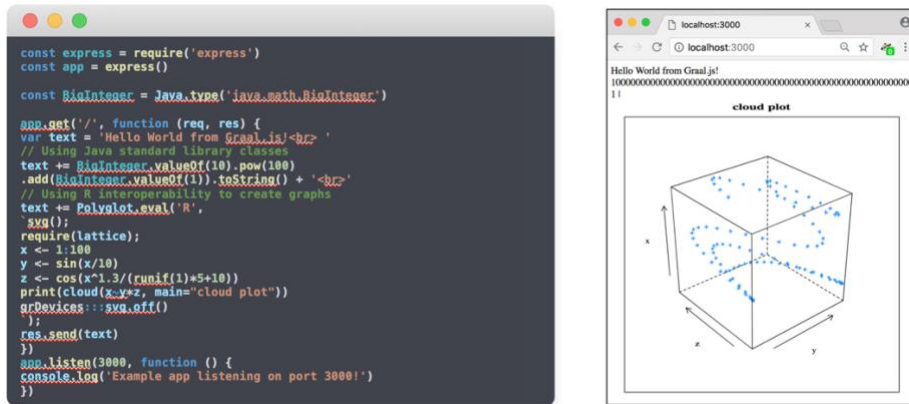 const express = require('express')
const app = express()
const BigInteger = Java.type('java.math.BigInteger')
app.get('/', function (req, res) {
var text = 'Hello World from Graal.js!<br> '
// Using Java standard library classes
text += BigInteger.valueOf(10).pow(100)
.add(BigInteger.valueOf(1)).toString() + '<br>'
// Using R interoperability to create graphs
text += Polyglot.eval('R',
`svg();
require(lattice);
x <- 1:100
y <- sin(x/10)
z <- cos(x^1.3/(runif(1)*5+10))
print(cloud(x~y*z, main="cloud plot"))
grDevices:::svg.off()
`);
res.send(text)
})
app.listen(3000, function () {
console.log('Example app listening on port 3000!')
})
localhost:3000
localhost:3000
Hello World from Graal.js!
cloud plot
x
z
y